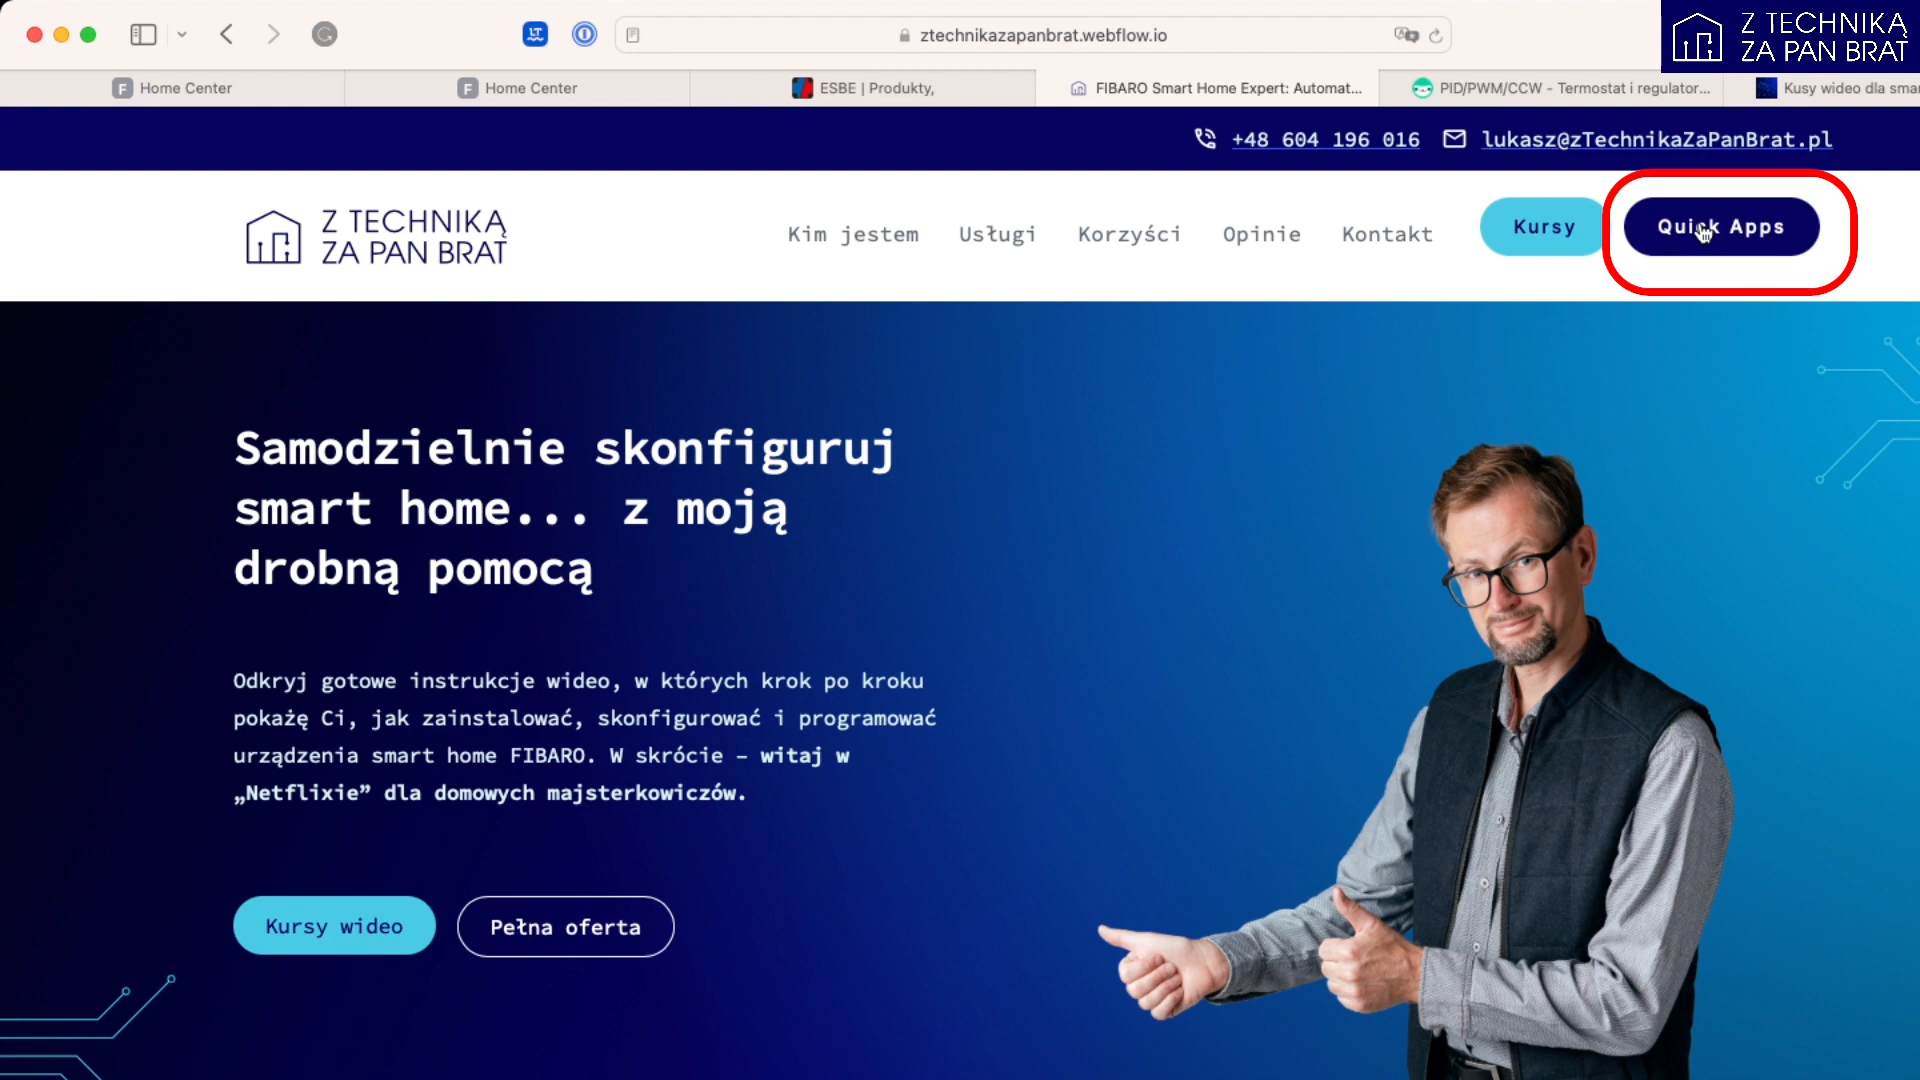 ztechnikazapanbrat.webflow.io
Z TECHNIKĄ
ZA PAN BRAT
Home Center
Home Center
ESBE | Produkty,
FIBARO Smart Home Expert: Automat...
PID/PWM/CCW - Termostat i regulator...
Kusy wideo dla smar
+48 604 196 016
lukasz@zTechnikaZaPanBrat.pl
Z TECHNIKĄ
ZA PAN BRAT
Kim jestem
Usługi
Korzyści
Opinie
Kontakt
Kursy
Quick Apps
Samodzielnie skonfiguruj
smart home... z moją
drobną pomocą
Odkryj gotowe instrukcje wideo, w których krok po kroku
pokażę Ci, jak zainstalować, skonfigurować i programować
urządzenia smart home FIBARO. W skrócie – witaj w
„Netflixie” dla domowych majsterkowiczów.
Kursy wideo
Pełna oferta